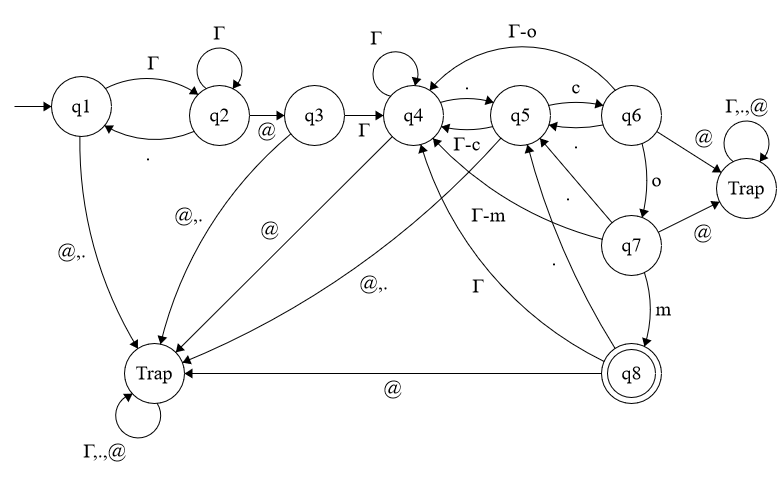 Γ-o
Γ
Γ
Γ
.
c
Γ,.,@
q1
q2
q3
q4
q5
q6
@
@
Γ
Γ-c
.
.
o
Trap
@,.
.
Γ-m
q7
@
@
@,.
.
@,.
Γ
m
Trap
q8
@
Γ,.,@